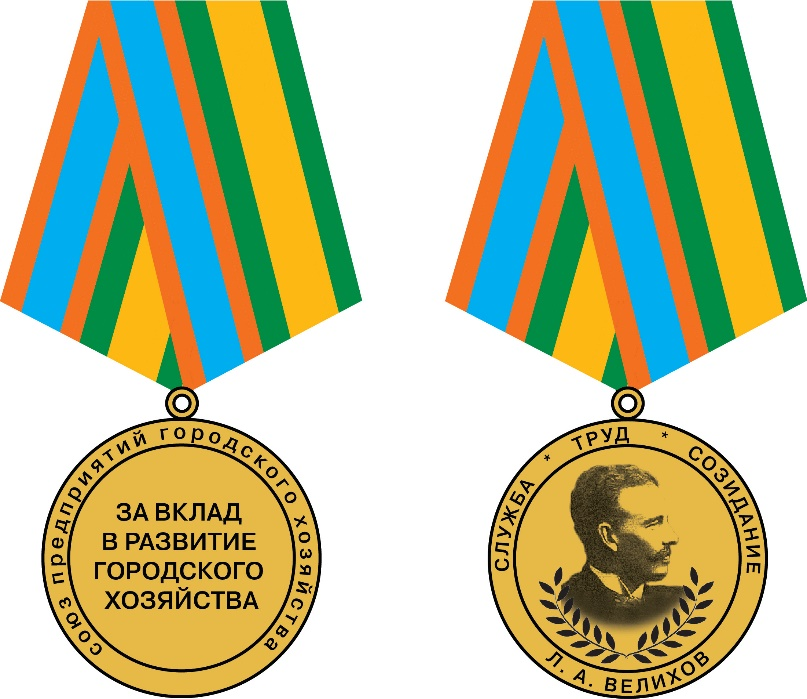 союз предприятий городского хозяйства
ЗА ВКЛАД
В РАЗВИТИЕ
ГОРОДСКОГО
ХОЗЯЙСТВА
СЛУЖБА * ТРУД * СОЗИДАНИЕ
Л. А. ВЕЛИХОВ